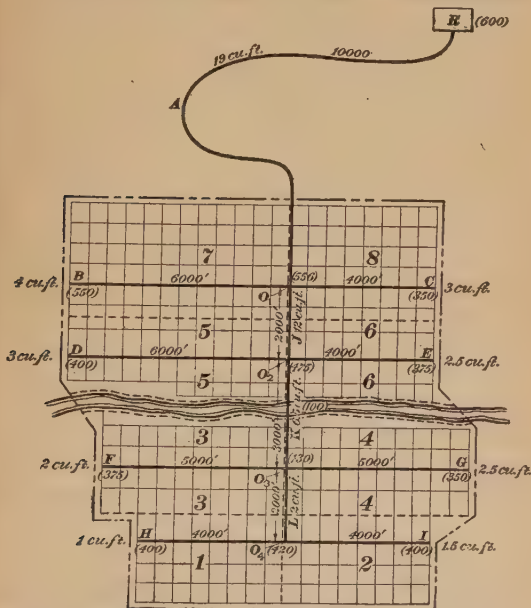 R (600)
19 cu.ft. 10000
A
7 8
B 6000' (556) 4000' C
4 cu.ft. O 3 cu.ft.
(550) (350)
2000' J 12 cu.ft.
5 6
D 6000' 4000' E
3 cu.ft. (475) 2.5 cu.ft.
(400) O₂ (375)
5 6
K cu.ft. (100)
3 3000' 4
2 cu.ft. F 5000' 5000' G 2.5 cu.ft.
(375) O₃ (350)
3 2000' L 2 cu.ft. 4
H 4000' 4000' I
1 cu.ft. (400) O₄ (420) (400) 1.5 cu.ft.
1 2